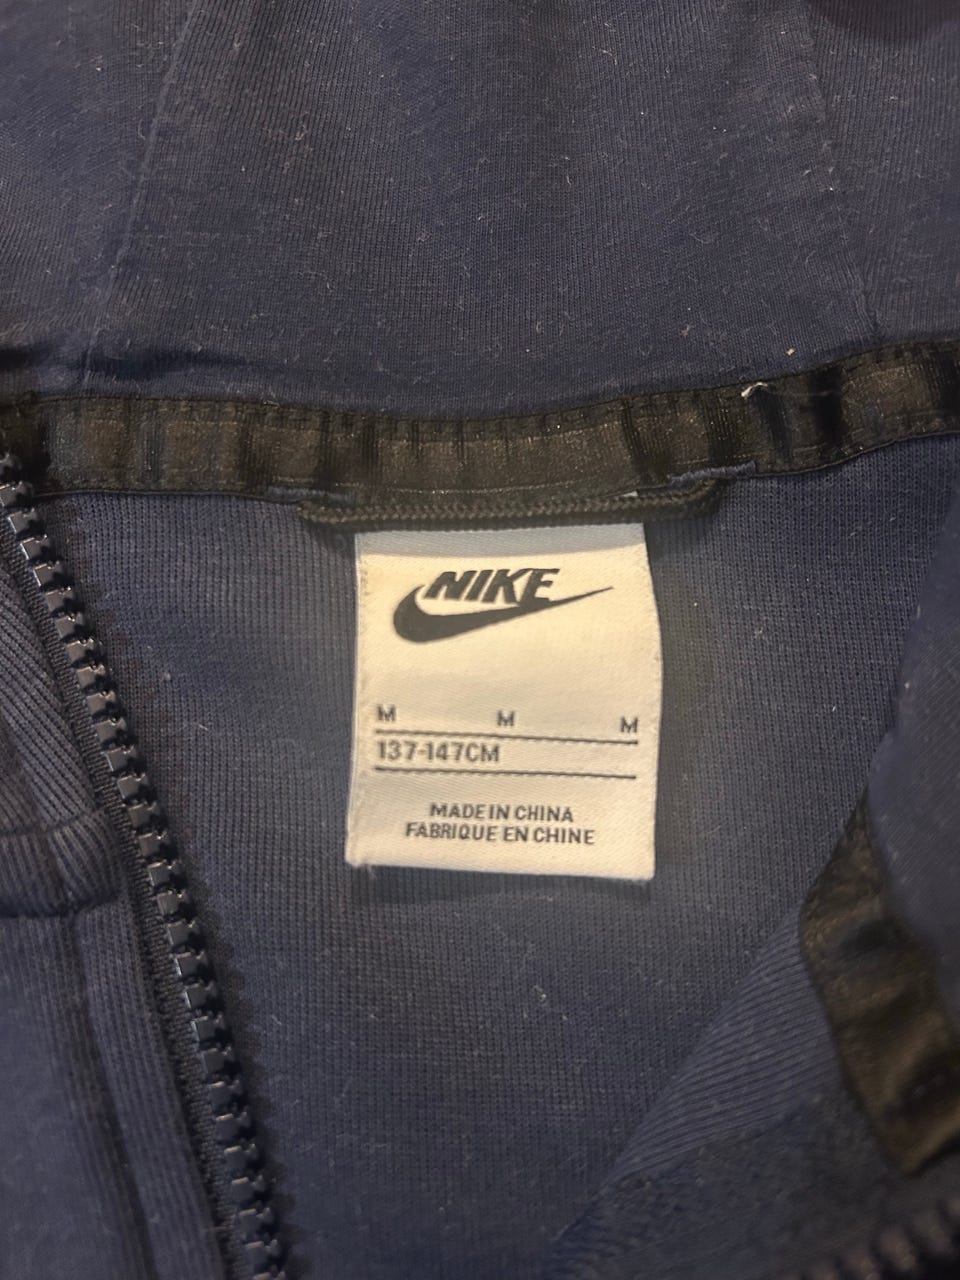 NIKE
M M M
137-147CM
MADE IN CHINA
FABRIQUE EN CHINE